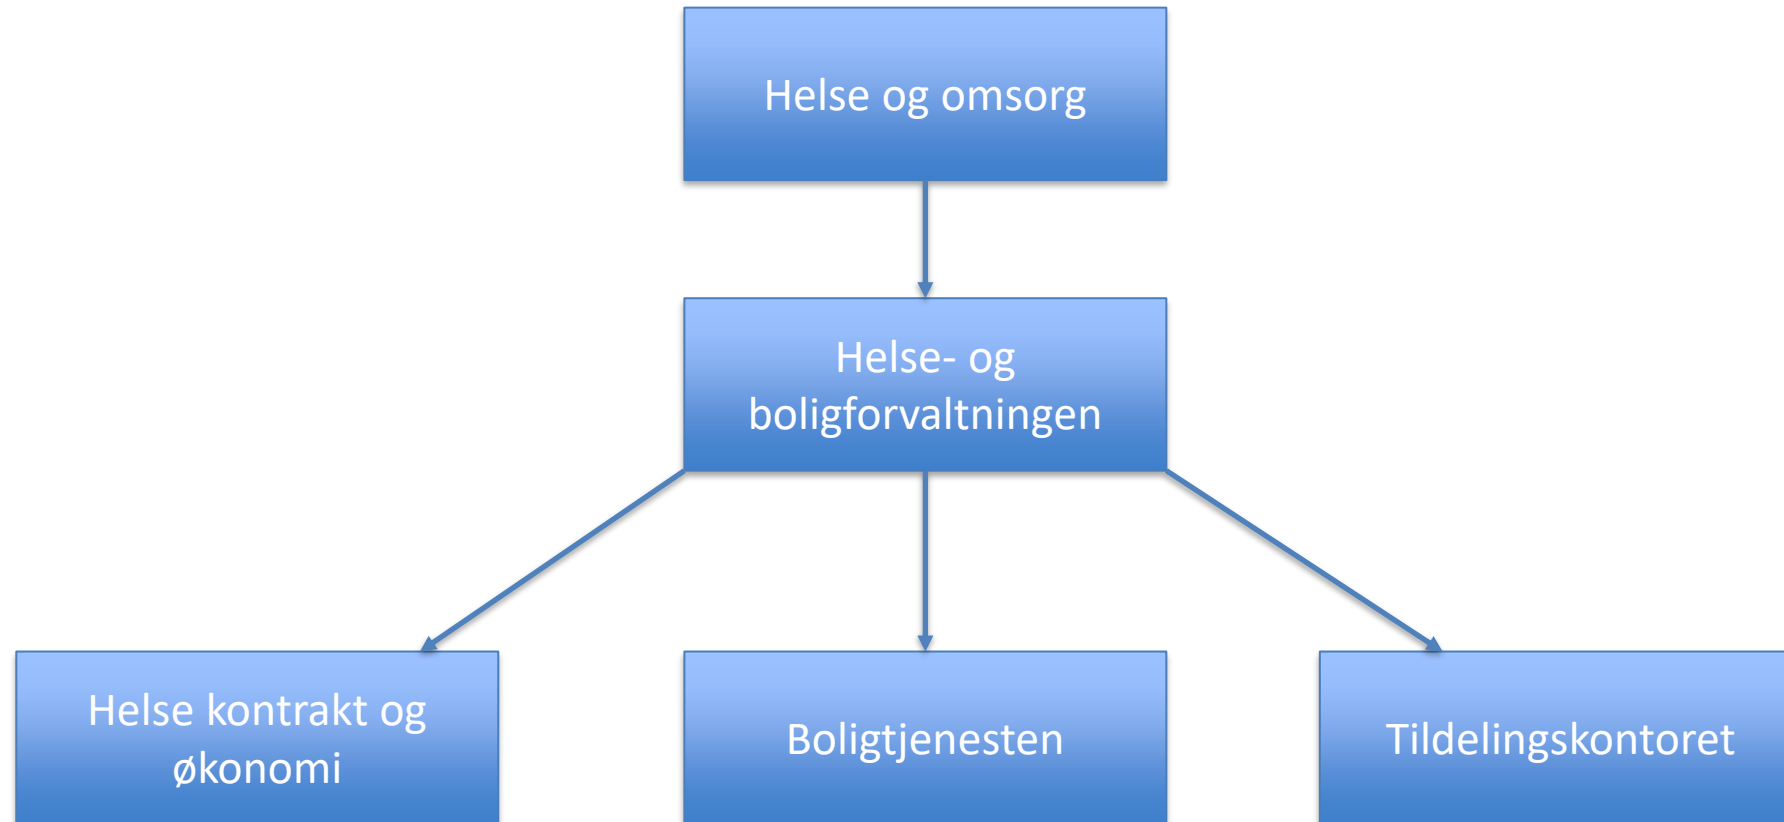 Helse og omsorg
Helse- og
boligforvaltningen
Helse kontrakt og
økonomi
Boligtjenesten
Tildelingskontoret